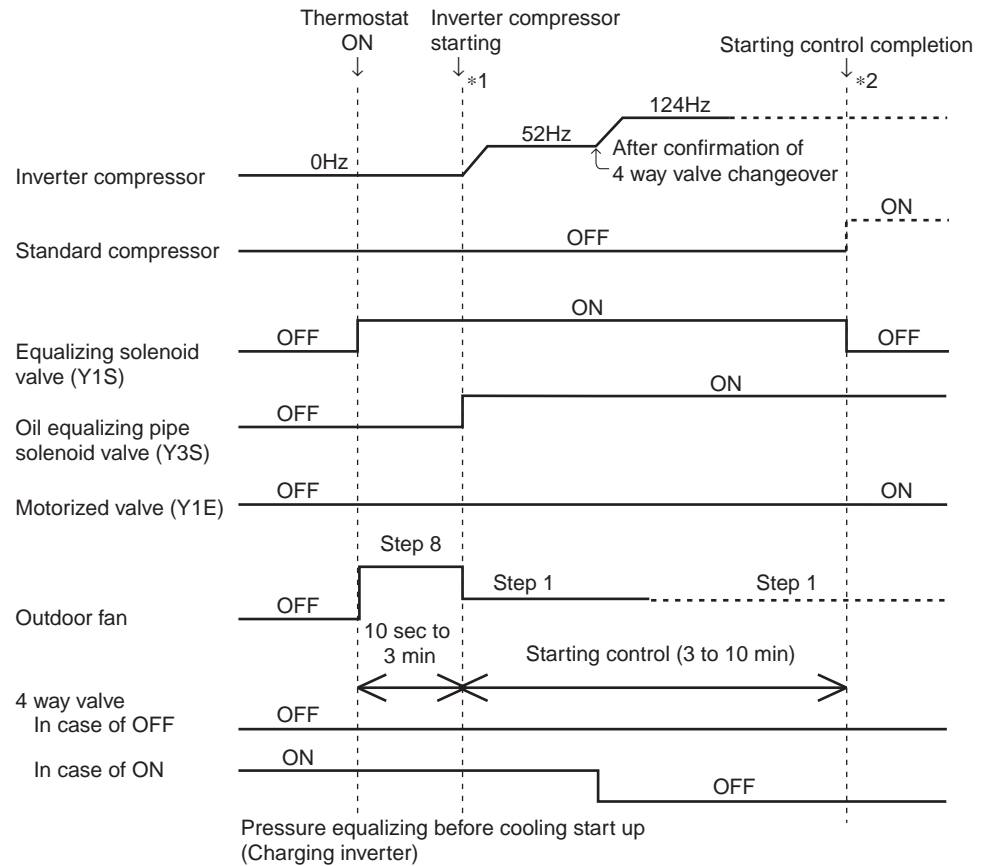 Thermostat
ON
Inverter compressor
starting
Starting control completion
*1
*2
124Hz
52Hz
After confirmation of
4 way valve changeover
0Hz
Inverter compressor
ON
OFF
Standard compressor
ON
OFF
OFF
Equalizing solenoid
valve (Y1S)
ON
OFF
Oil equalizing pipe
solenoid valve (Y3S)
OFF
ON
Motorized valve (Y1E)
Step 8
Step 1
Step 1
OFF
Outdoor fan
10 sec to
3 min
Starting control (3 to 10 min)
4 way valve
In case of OFF
OFF
In case of ON
ON
OFF
Pressure equalizing before cooling start up
(Charging inverter)